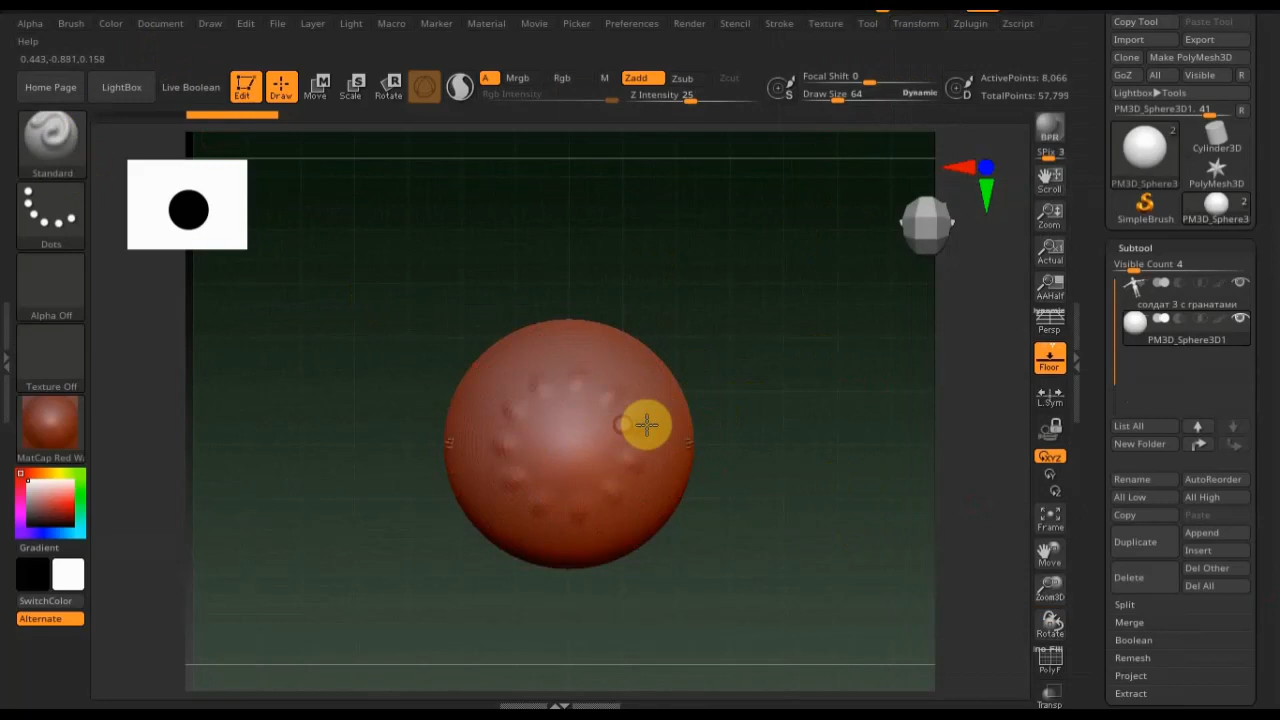 Alpha Brush Color Document Draw Edit File Layer Light Macro Marker Material Movie Picker Preferences Render Stencil Stroke Texture Tool Transform Zplugin Zscript
Help
0.443,-0.881,0.158
Home Page LightBox Live Boolean Edit Draw Move Scale Rotate A Mrgb Rgb M Zadd Zsub Zcut
Rgb Intensity Z Intensity 25
Focal Shift 0
Draw Size 64 Dynamic
S D
ActivePoints: 8,066
TotalPoints: 57,799
Standard
Dots
Alpha Off
Texture Off
MatCap Red Wa
Gradient
SwitchColor
Alternate
BPR
SPix 3
Scroll
Zoom
Actual
AAHalf
Persp
Floor
L.Sym
XYZ
Frame
Move
Zoom3D
Rotate
PolyF
Transp
Copy Tool Paste Tool
Import Export
Clone Make PolyMesh3D
GoZ All Visible R
Lightbox▶Tools
PM3D_Sphere3D1. 41 R
2
Cylinder3D
PM3D_Sphere3 PolyMesh3D
2
SimpleBrush PM3D_Sphere3
Subtool
Visible Count 4
солдат 3 с гранатами
PM3D_Sphere3D1
List All
New Folder
Rename AutoReorder
All Low All High
Copy Paste
Duplicate Append
Insert
Delete Del Other
Del All
Split
Merge
Boolean
Remesh
Project
Extract